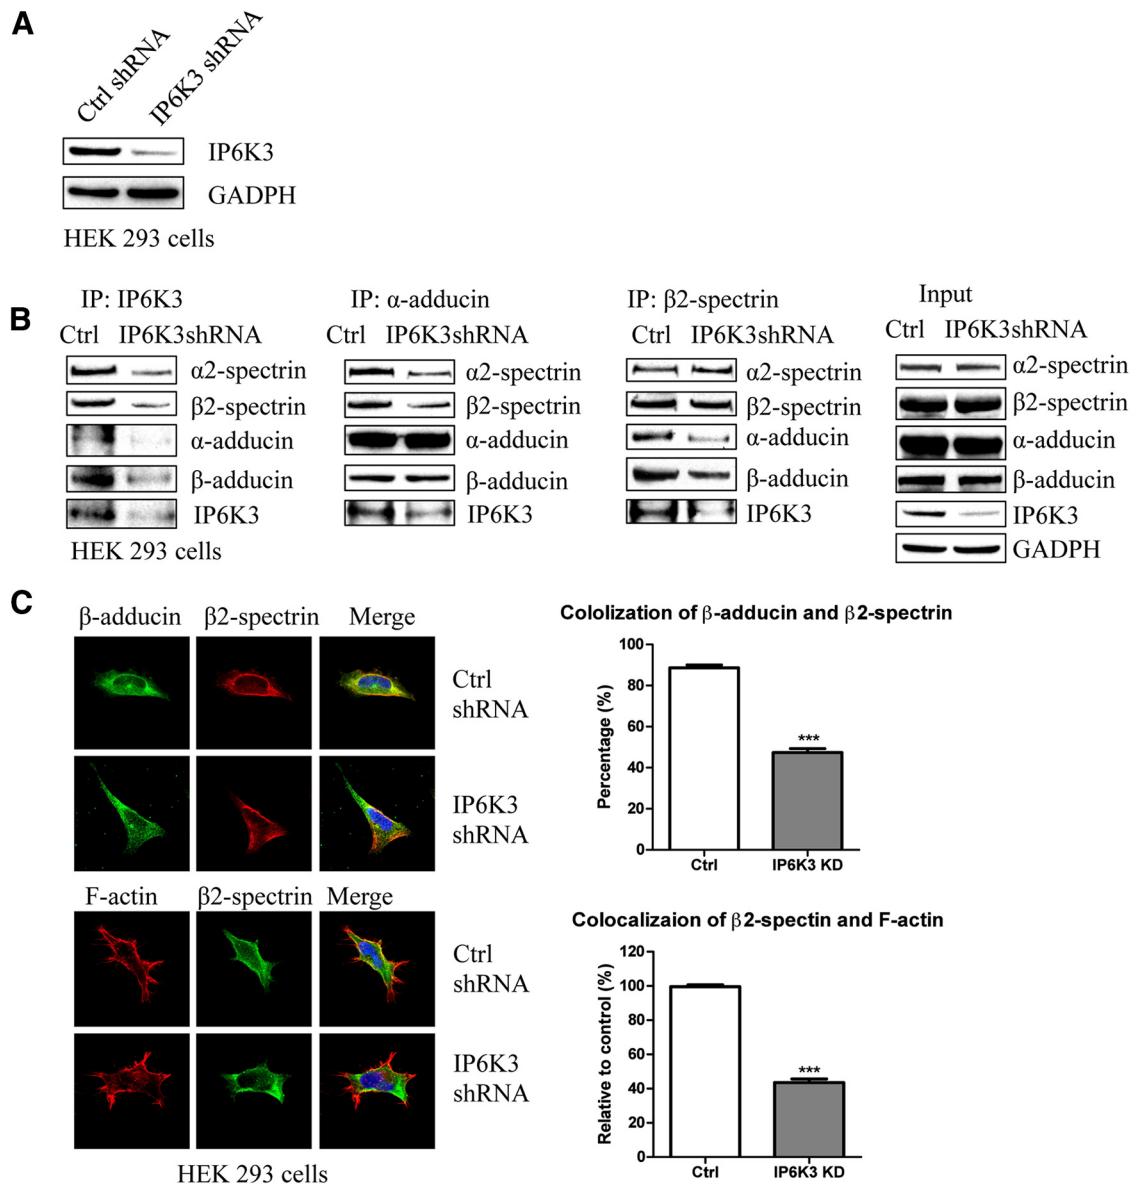 A
Ctrl shRNA
IP6K3 shRNA
IP6K3
GADPH
HEK 293 cells
B
IP: IP6K3
Ctrl IP6K3shRNA
α2-spectrin
β2-spectrin
α-adducin
β-adducin
IP6K3
HEK 293 cells
IP: α-adducin
Ctrl IP6K3shRNA
α2-spectrin
β2-spectrin
α-adducin
β-adducin
IP6K3
IP: β2-spectrin
Ctrl IP6K3shRNA
α2-spectrin
β2-spectrin
α-adducin
β-adducin
IP6K3
Input
Ctrl IP6K3shRNA
α2-spectrin
β2-spectrin
α-adducin
β-adducin
IP6K3
GADPH
C
β-adducin β2-spectrin Merge
Ctrl
shRNA
IP6K3
shRNA
F-actin β2-spectrin Merge
Ctrl
shRNA
IP6K3
shRNA
HEK 293 cells
Cololization of β-adducin and β2-spectrin
Percentage (%)
100
80
60
40
20
0
***
Ctrl IP6K3 KD
Colocalizaion of β2-spectin and F-actin
Relative to control (%)
120
100
80
60
40
20
0
***
Ctrl IP6K3 KD